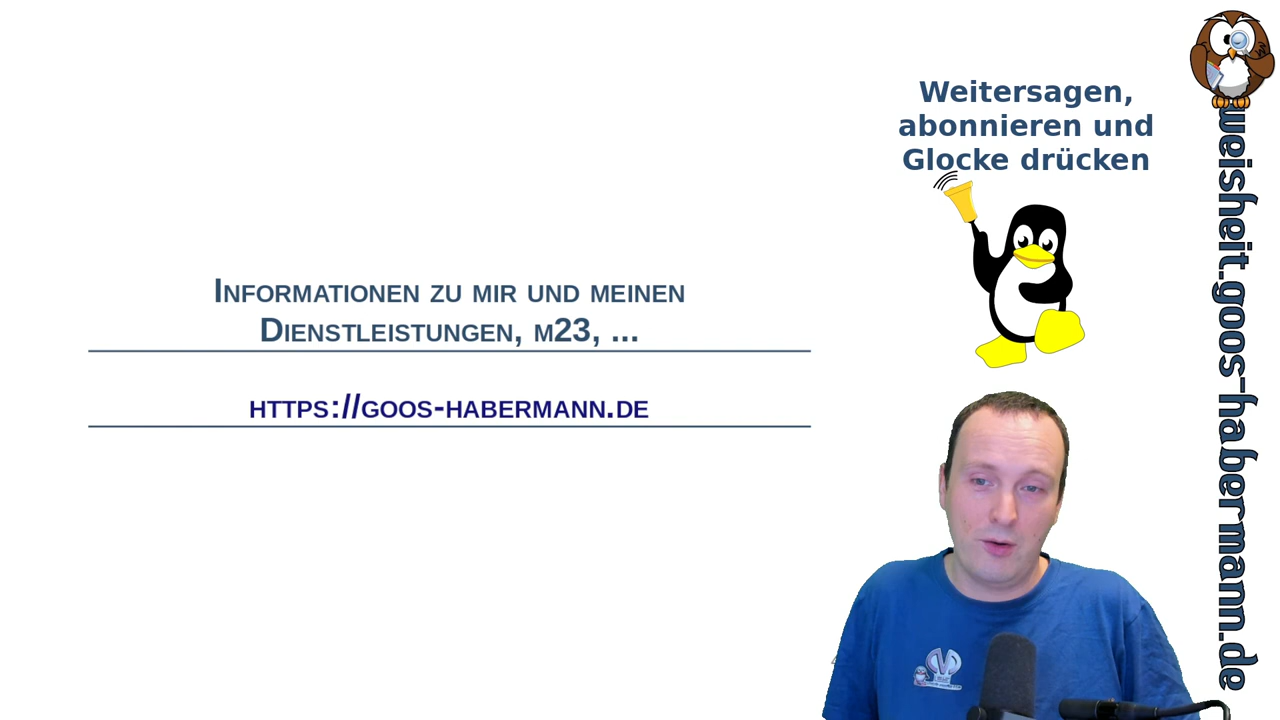 Weitersagen,
abonnieren und
Glocke drücken
Informationen zu mir und meinen
Dienstleistungen, m23, ...
https://goos-habermann.de
weisheit.goos-habermann.de